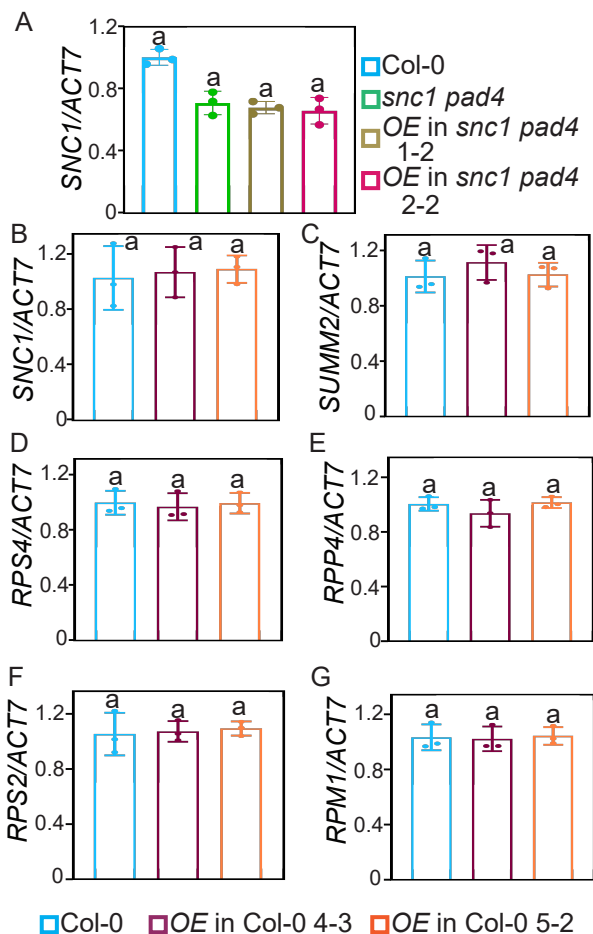 A
SNC1/ACT7
1.2
0.6
0
a
a
a
a
Col-0
snc1 pad4
OE in snc1 pad4
1-2
OE in snc1 pad4
2-2
B
SNC1/ACT7
1.2
0.8
0.4
0
a
a
a
C
SUMM2/ACT7
1.2
0.8
0.4
0
a
a
a
D
RPS4/ACT7
1.2
0.8
0.4
0
a
a
a
E
RPP4/ACT7
1.2
0.8
0.4
0
a
a
a
F
RPS2/ACT7
1.2
0.8
0.4
0
a
a
a
G
RPM1/ACT7
1.2
0.8
0.4
0
a
a
a
Col-0 OE in Col-0 4-3 OE in Col-0 5-2